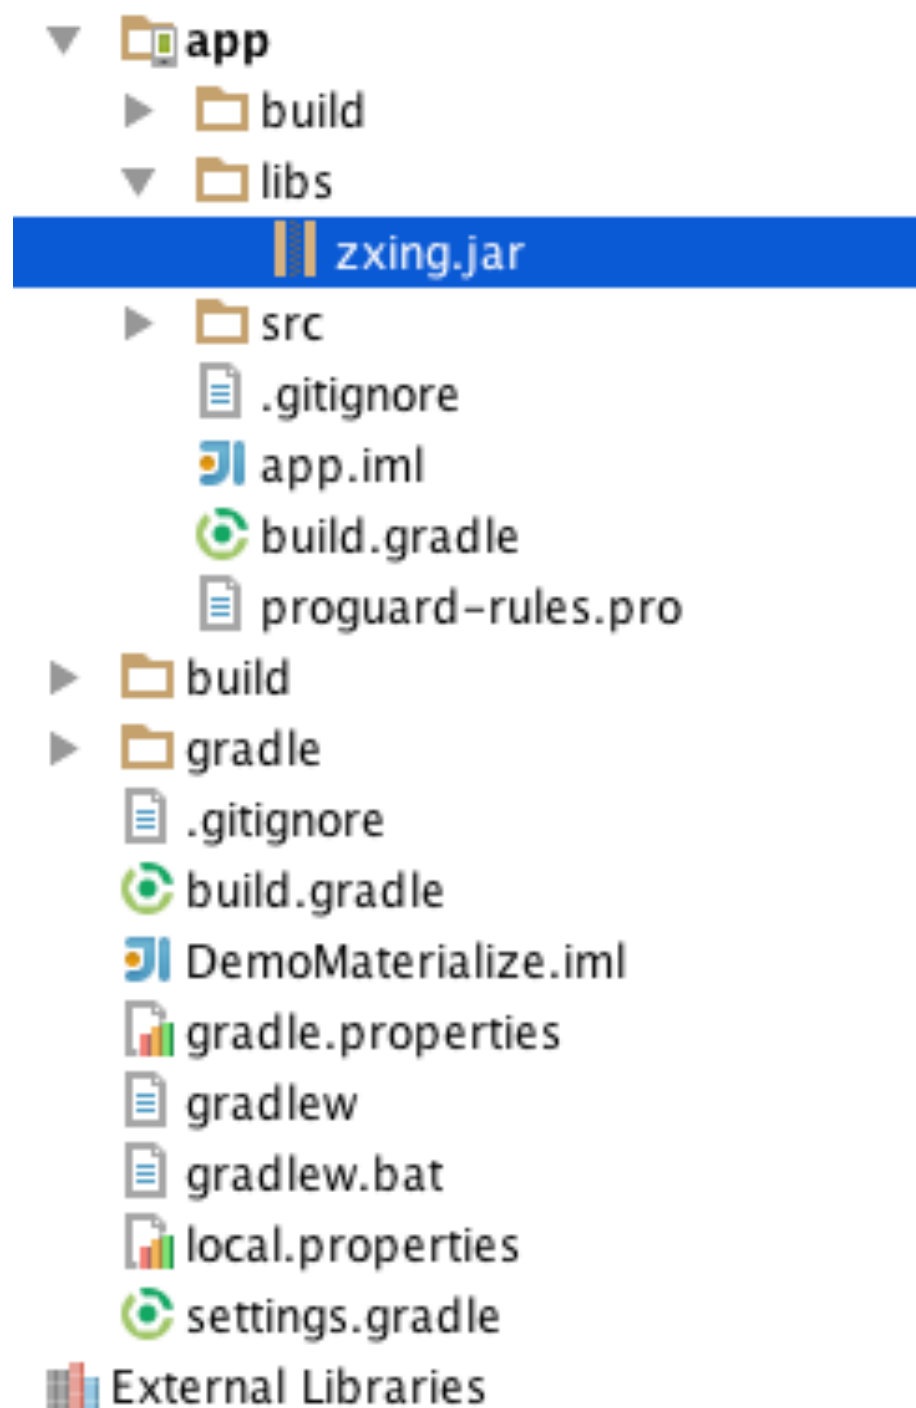 app
build
libs
zxing.jar
src
.gitignore
app.iml
build.gradle
proguard-rules.pro
build
gradle
.gitignore
build.gradle
DemoMaterialize.iml
gradle.properties
gradlew
gradlew.bat
local.properties
settings.gradle
External Libraries